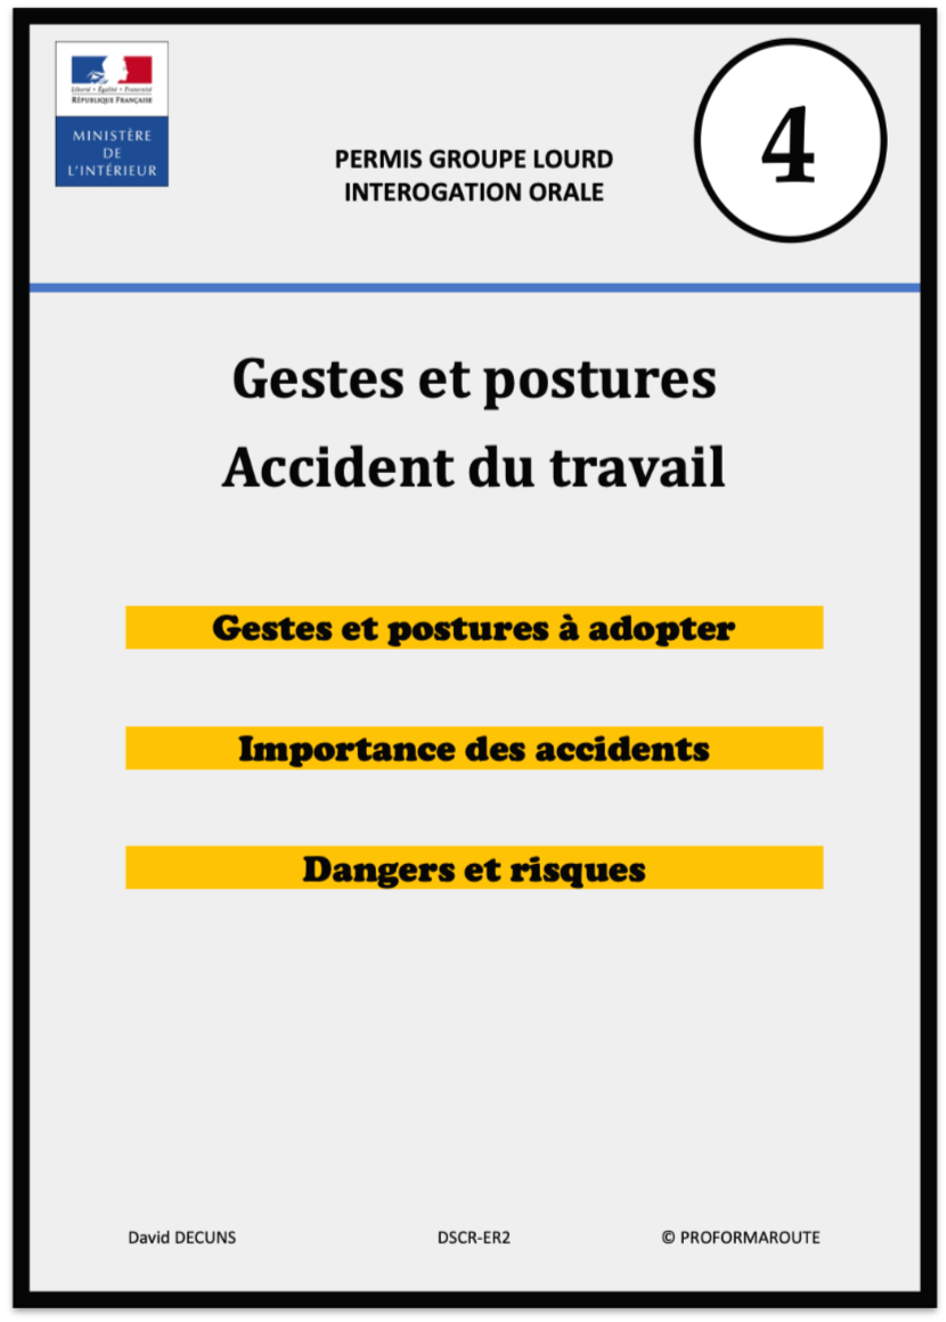 Liberté • Égalité • Fraternité
RÉPUBLIQUE FRANÇAISE
MINISTÈRE
DE
L'INTÉRIEUR
PERMIS GROUPE LOURD
INTEROGATION ORALE
4
Gestes et postures
Accident du travail
Gestes et postures à adopter
Importance des accidents
Dangers et risques
David DECUNS
DSCR-ER2
© PROFORMAROUTE